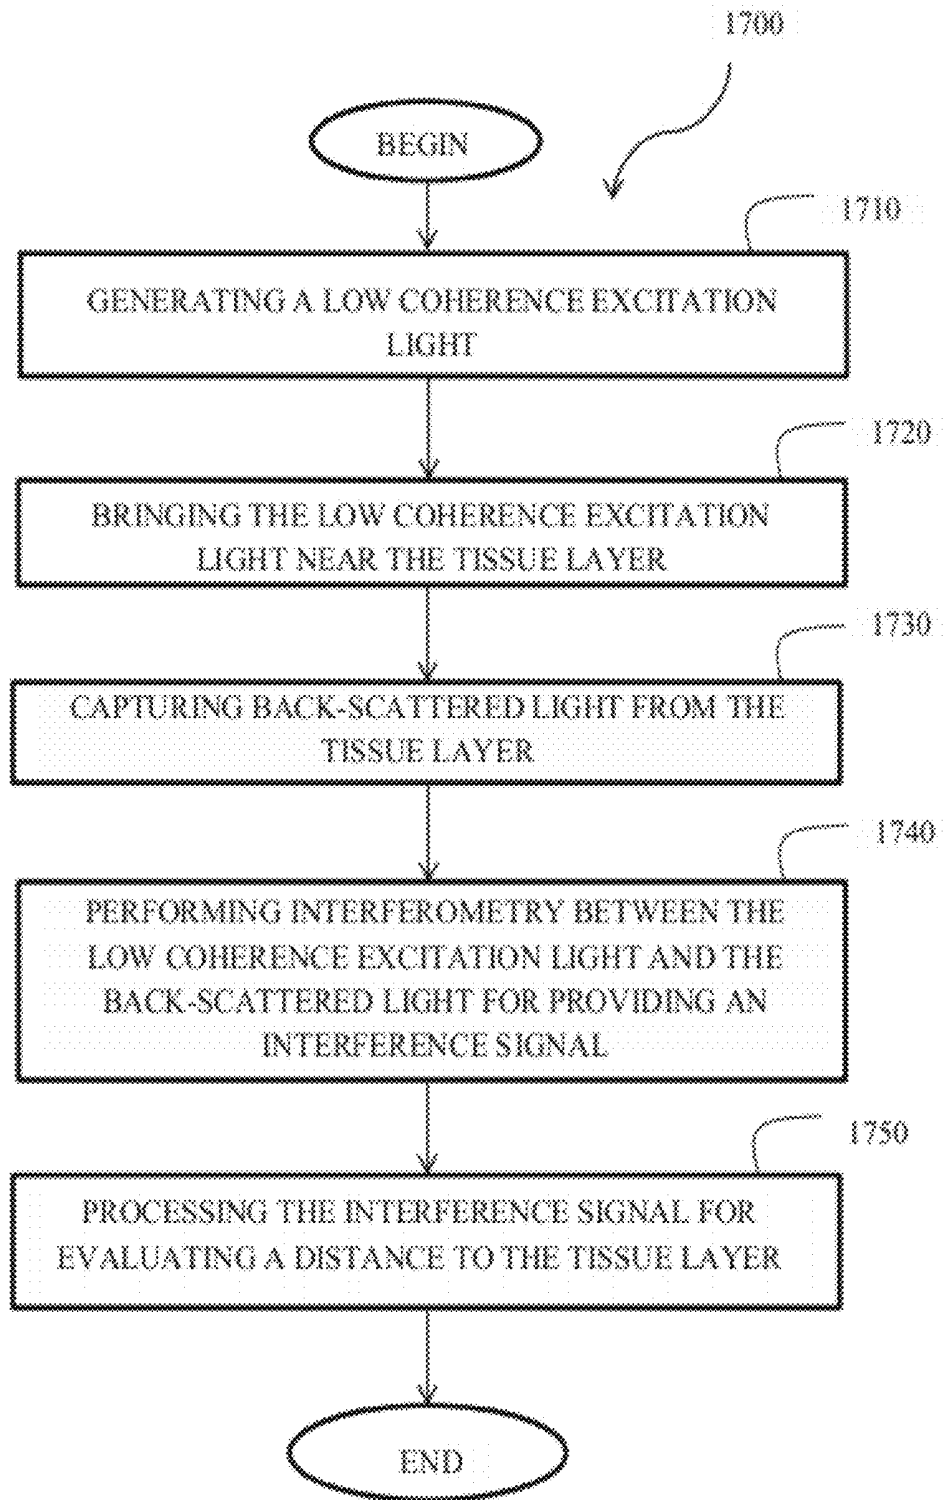 1700
BEGIN
1710
GENERATING A LOW COHERENCE EXCITATION
LIGHT
1720
BRINGING THE LOW COHERENCE EXCITATION
LIGHT NEAR THE TISSUE LAYER
1730
CAPTURING BACK-SCATTERED LIGHT FROM THE
TISSUE LAYER
1740
PERFORMING INTERFEROMETRY BETWEEN THE
LOW COHERENCE EXCITATION LIGHT AND THE
BACK-SCATTERED LIGHT FOR PROVIDING AN
INTERFERENCE SIGNAL
1750
PROCESSING THE INTERFERENCE SIGNAL FOR
EVALUATING A DISTANCE TO THE TISSUE LAYER
END